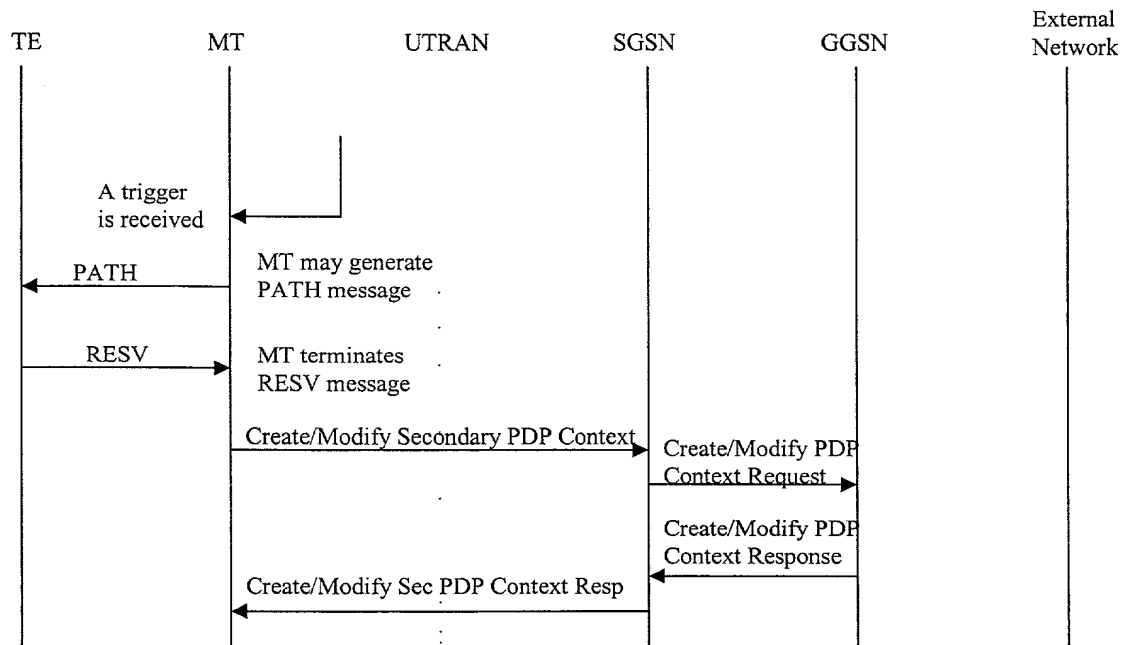 TE
MT
UTRAN
SGSN
GGSN
External
Network
A trigger
is received
PATH
MT may generate
PATH message
RESV
MT terminates
RESV message
Create/Modify Secondary PDP Context
Create/Modify PDP
Context Request
Create/Modify PDP
Context Response
Create/Modify Sec PDP Context Resp